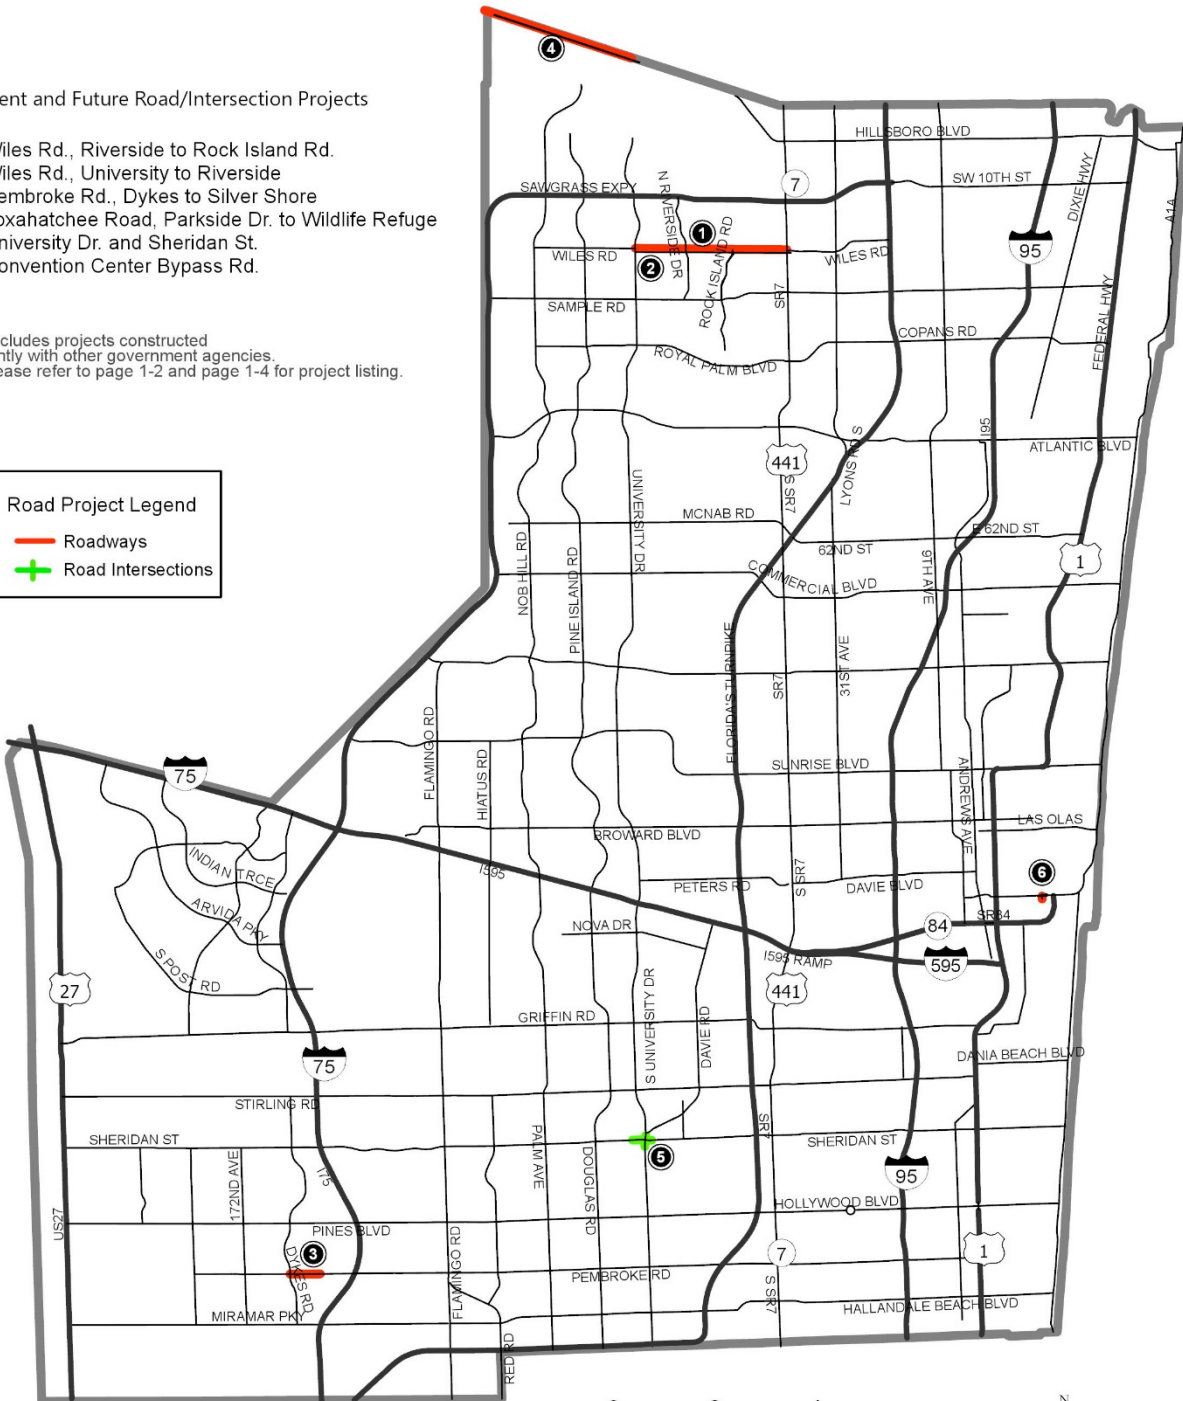 4
ent and Future Road/Intersection Projects
Wiles Rd., Riverside to Rock Island Rd.
Wiles Rd., University to Riverside
embroke Rd., Dykes to Silver Shore
oxahatchee Road, Parkside Dr. to Wildlife Refuge
niversity Dr. and Sheridan St.
onvention Center Bypass Rd.
cludes projects constructed
ntly with other government agencies.
ease refer to page 1-2 and page 1-4 for project listing.
Road Project Legend
Roadways
Road Intersections
HILLSBORO BLVD
SAWGRASS EXPY
N RIVERSIDE DR
7
SW 10TH ST
DIXIE HWY
A1A
1
ROCK ISLAND RD
95
WILES RD
2
WILES RD
SAMPLE RD
SR7
FEDERAL HWY
COPANS RD
ROYAL PALM BLVD
I95
ATLANTIC BLVD
441
LYONS RD S
S SR7
UNIVERSITY DR
MCNAB RD
E 62ND ST
62ND ST
NOB HILL RD
PINE ISLAND RD
COMMERCIAL BLVD
9TH AVE
1
FLORIDA'S TURNPIKE
31ST AVE
SR7
FLAMINGO RD
HIATUS RD
75
SUNRISE BLVD
ANDREWS AVE
LAS OLAS
BROWARD BLVD
INDIAN TRCE
I595
PETERS RD
S SR7
DAVIE BLVD
6
ARVIDA PKY
NOVA DR
84
SR84
S POST RD
I595 RAMP
595
27
441
S UNIVERSITY DR
DAVIE RD
GRIFFIN RD
75
DANIA BEACH BLVD
STIRLING RD
SHERIDAN ST
SR7
SHERIDAN ST
5
PALM AVE
DOUGLAS RD
172ND AVE
I75
95
HOLLYWOOD BLVD
US27
PINES BLVD
FLAMINGO RD
3
DYKES RD
7
1
PEMBROKE RD
S SR7
MIRAMAR PKY
HALLANDALE BEACH BLVD
RED RD
N